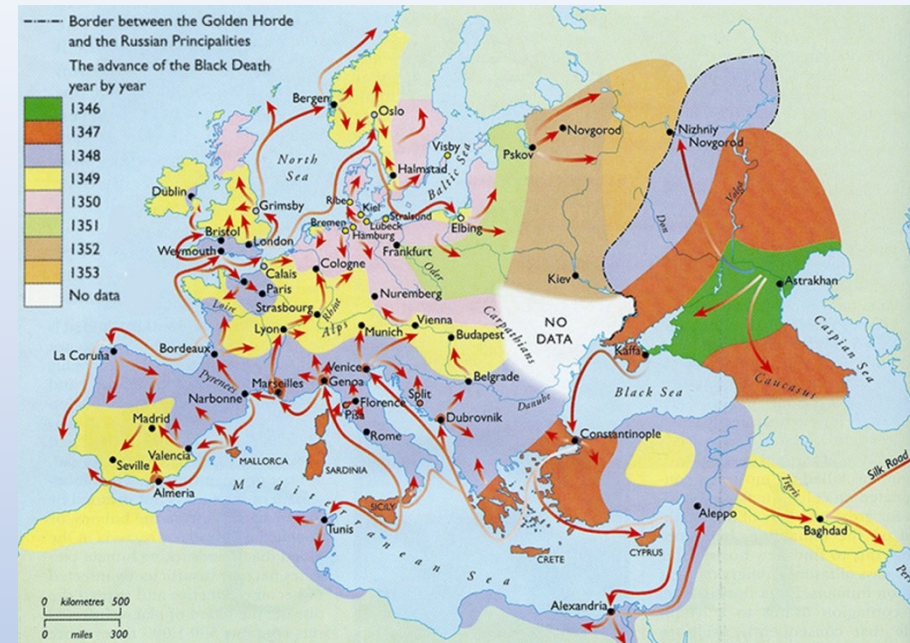 Border between the Golden Horde
and the Russian Principalities
The advance of the Black Death
year by year
1346
1347
1348
1349
1350
1351
1352
1353
No data
Bergen
Oslo
North
Sea
Visby
Baltic Sea
Halmstad
Novgorod
Pskov
Nizhniy
Novgorod
Volga
Don
Dublin
Grimsby
Ribe
Kiel
Stralsund
Lübeck
Bremen
Hamburg
Elbing
Bristol
London
Weymouth
Frankfurt
Oder
Calais
Cologne
Kiev
Astrakhan
Paris
Loire
Strasbourg
Rhine
Nuremberg
Carpathians
NO
DATA
Caspian Sea
Lyon
Alps
Munich
Vienna
Budapest
La Coruña
Bordeaux
Kaffa
Caucasus
Pyrenees
Narbonne
Marseilles
Venice
Genoa
Belgrade
Black Sea
Florence
Pisa
Split
Danube
Dubrovnik
Madrid
Rome
Constantinople
Valencia
Seville
MALLORCA
SARDINIA
Silk Road
Almeria
Mediterranean Sea
SICILY
Tigris
Aleppo
Baghdad
Tunis
CRETE
CYPRUS
Alexandria
0 kilometres 500
0 miles 300